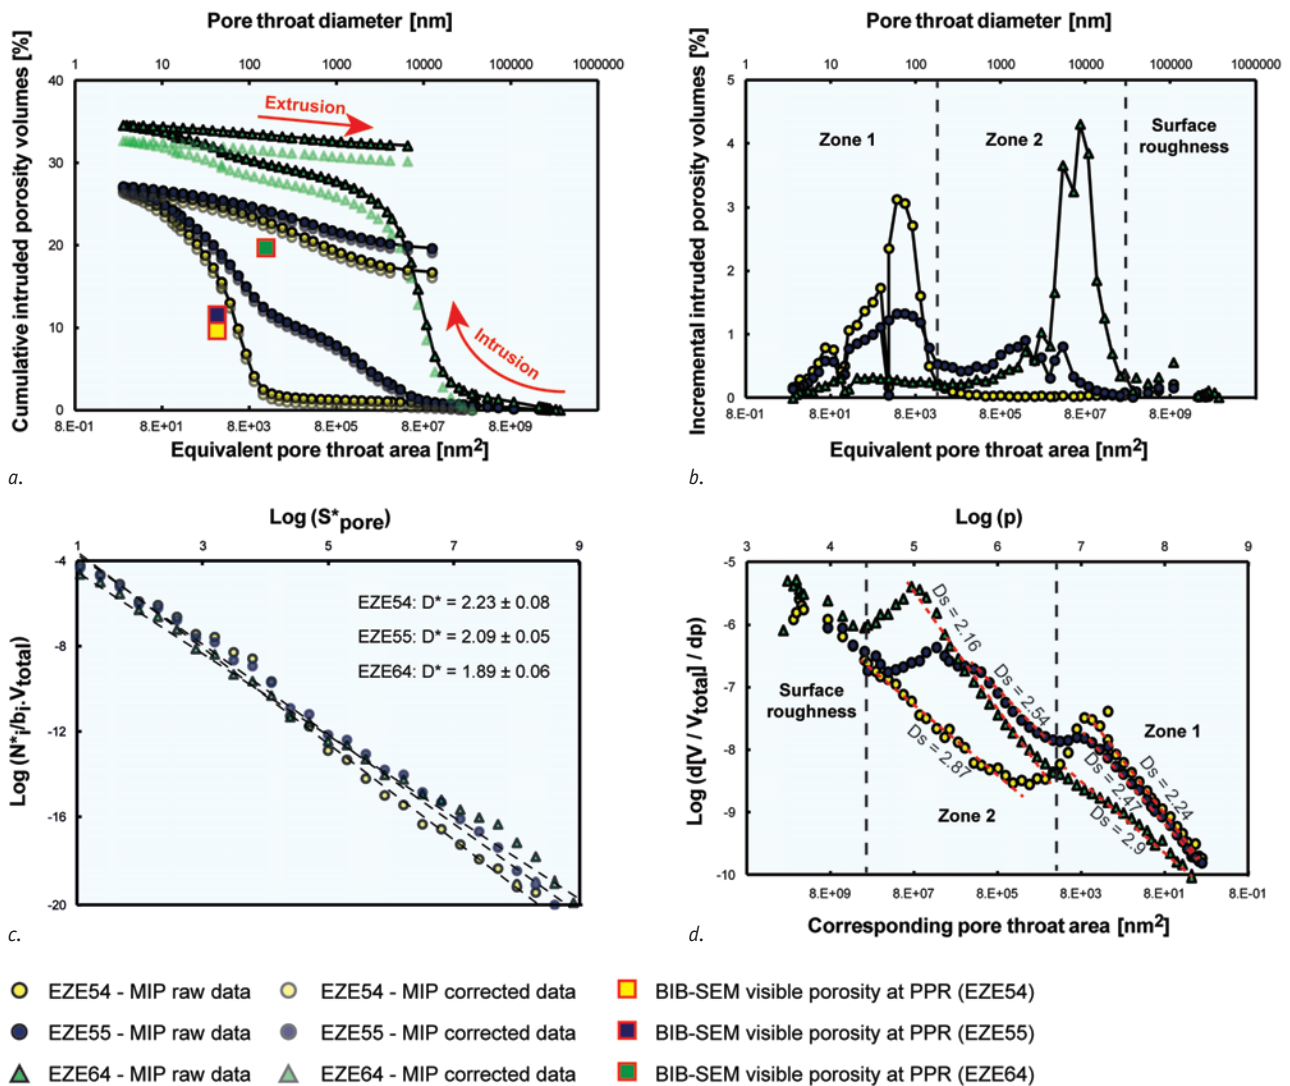 Pore throat diameter [nm]
1 10 100 1000 10000 100000 1000000
Cumulative intruded porosity volumes [%]
40
30
20
10
0
Extrusion
Intrusion
8.E-01 8.E+01 8.E+03 8.E+05 8.E+07 8.E+09
Equivalent pore throat area [nm2]
a.
Pore throat diameter [nm]
1 10 100 1000 10000 100000 1000000
Incremental intruded porosity volumes [%]
5
4
3
2
1
0
Zone 1
Zone 2
Surface
roughness
8.E-01 8.E+01 8.E+03 8.E+05 8.E+07 8.E+09
Equivalent pore throat area [nm2]
b.
Log (S*pore)
1 3 5 7 9
Log (N*i/bi.Vtotal)
-4
-8
-12
-16
-20
EZE54: D* = 2.23 ± 0.08
EZE55: D* = 2.09 ± 0.05
EZE64: D* = 1.89 ± 0.06
c.
Log (p)
3 4 5 6 7 8 9
Log (d[V / Vtotal] / dp)
-5
-6
-7
-8
-9
-10
Surface
roughness
Zone 2
Zone 1
Ds = 2.16
Ds = 2.54
Ds = 2.87
Ds = 2.24
Ds = 2.47
Ds = 2.9
8.E+09 8.E+07 8.E+05 8.E+03 8.E+01 8.E-01
Corresponding pore throat area [nm2]
d.
EZE54 - MIP raw data
EZE54 - MIP corrected data
BIB-SEM visible porosity at PPR (EZE54)
EZE55 - MIP raw data
EZE55 - MIP corrected data
BIB-SEM visible porosity at PPR (EZE55)
EZE64 - MIP raw data
EZE64 - MIP corrected data
BIB-SEM visible porosity at PPR (EZE64)